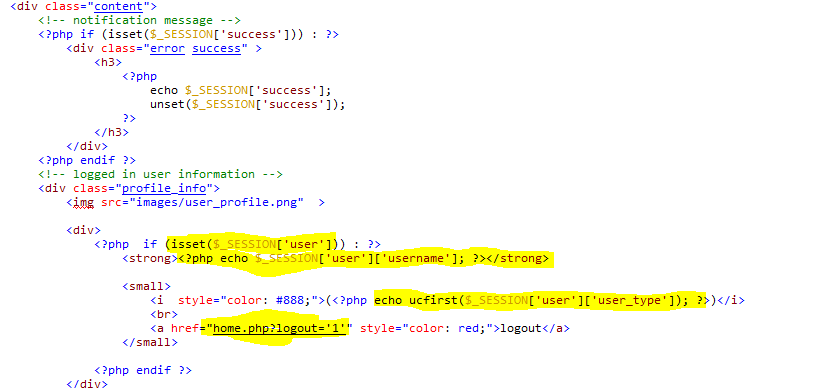 <div class="content">
<!-- notification message -->
<?php if (isset($_SESSION['success'])) : ?>
<div class="error success" >
<h3>
<?php
echo $_SESSION['success'];
unset($_SESSION['success']);
?>
</h3>
</div>
<?php endif ?>
<!-- logged in user information -->
<div class="profile_info">
<img src="images/user_profile.png"  >
<div>
<?php  if (isset($_SESSION['user'])) : ?>
<strong><?php echo $_SESSION['user']['username']; ?></strong>
<small>
<i  style="color: #888;">(<?php echo ucfirst($_SESSION['user']['user_type']); ?>)</i>
<br>
<a href="home.php?logout='1'" style="color: red;">logout</a>
</small>
<?php endif ?>
</div>